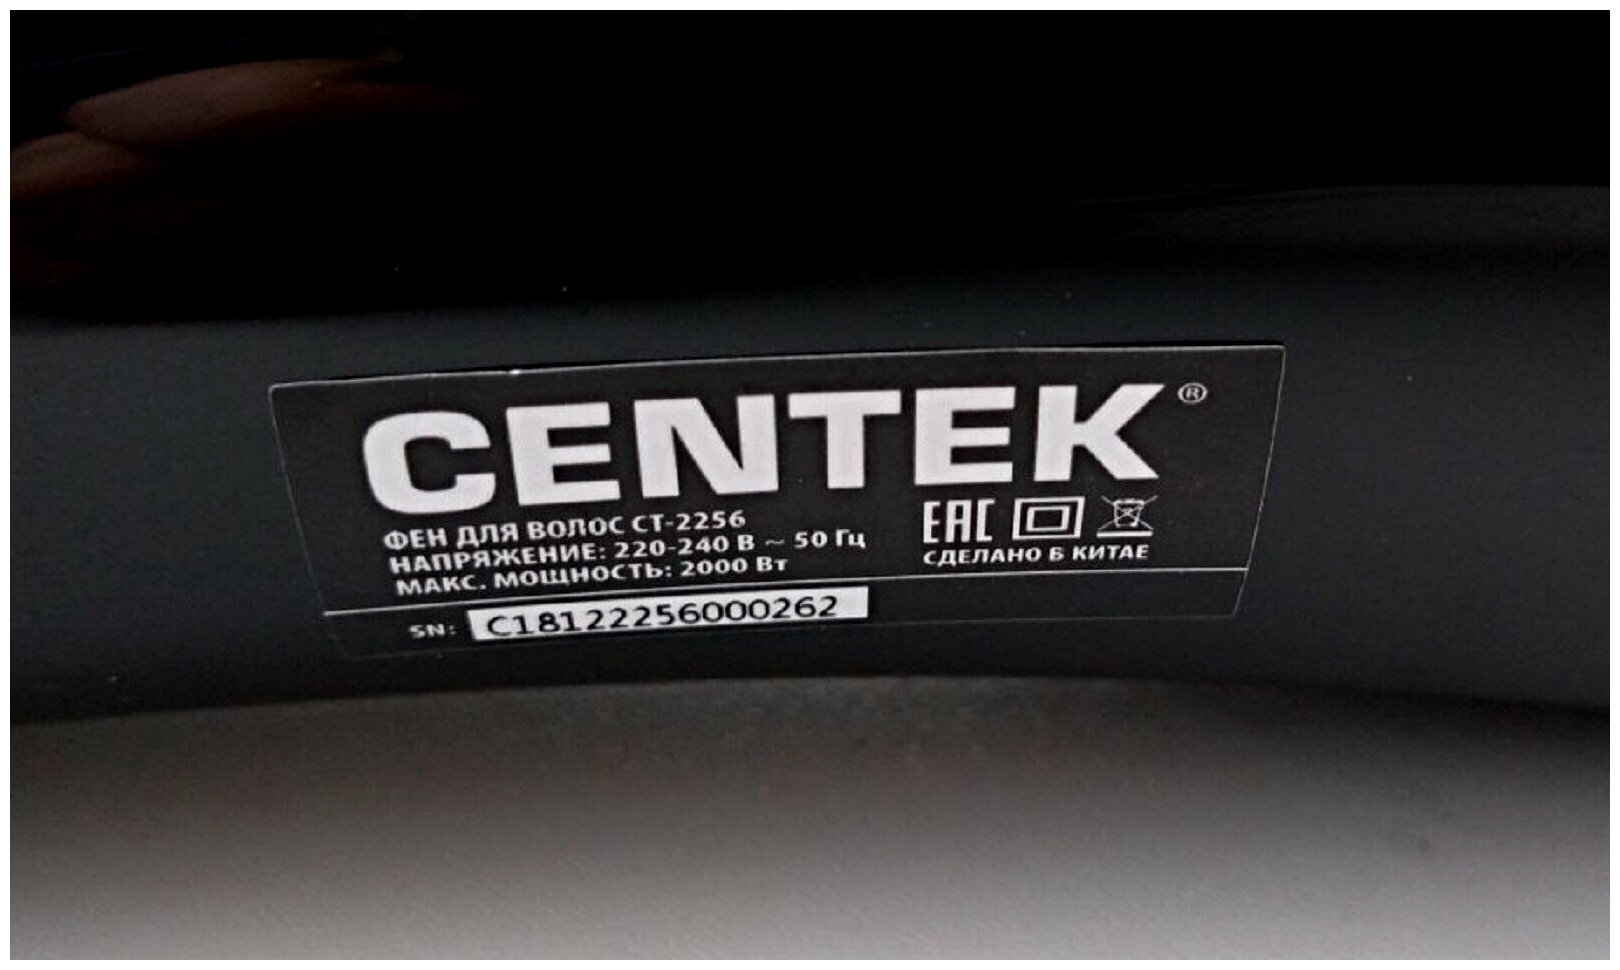 CENTEK®
ФЕН ДЛЯ ВОЛОС CT-2256
НАПРЯЖЕНИЕ: 220-240 В ~ 50 Гц
МАКС. МОЩНОСТЬ: 2000 Вт
EAC
СДЕЛАНО В КИТАЕ
SN: C18122256000262